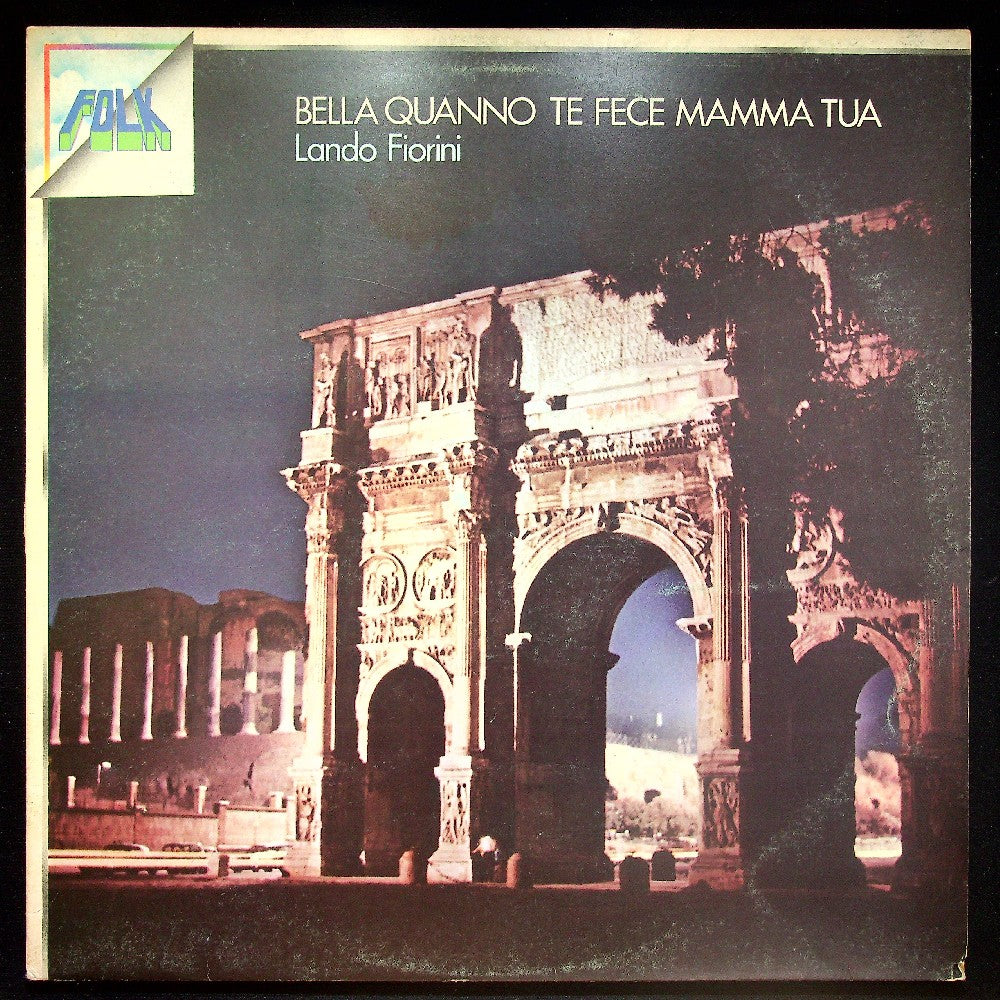 FOLK
BELLA QUANNO TE FECE MAMMA TUA
Lando Fiorini